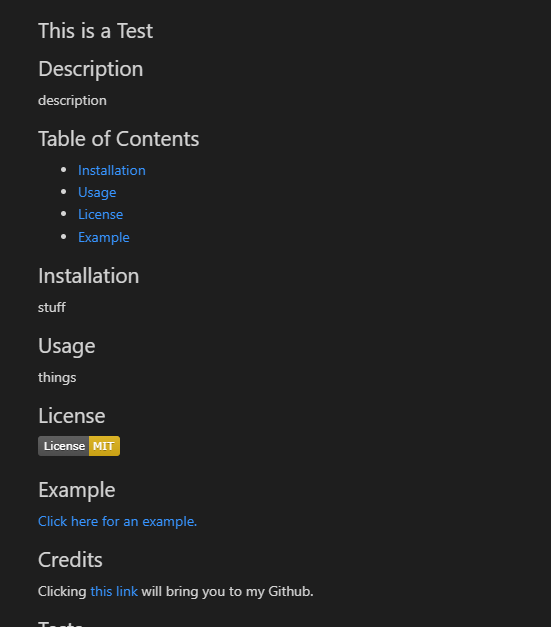 This is a Test
Description
description
Table of Contents
Installation
Usage
License
Example
Installation
stuff
Usage
things
License
License MIT
Example
Click here for an example.
Credits
Clicking this link will bring you to my Github.
Tests